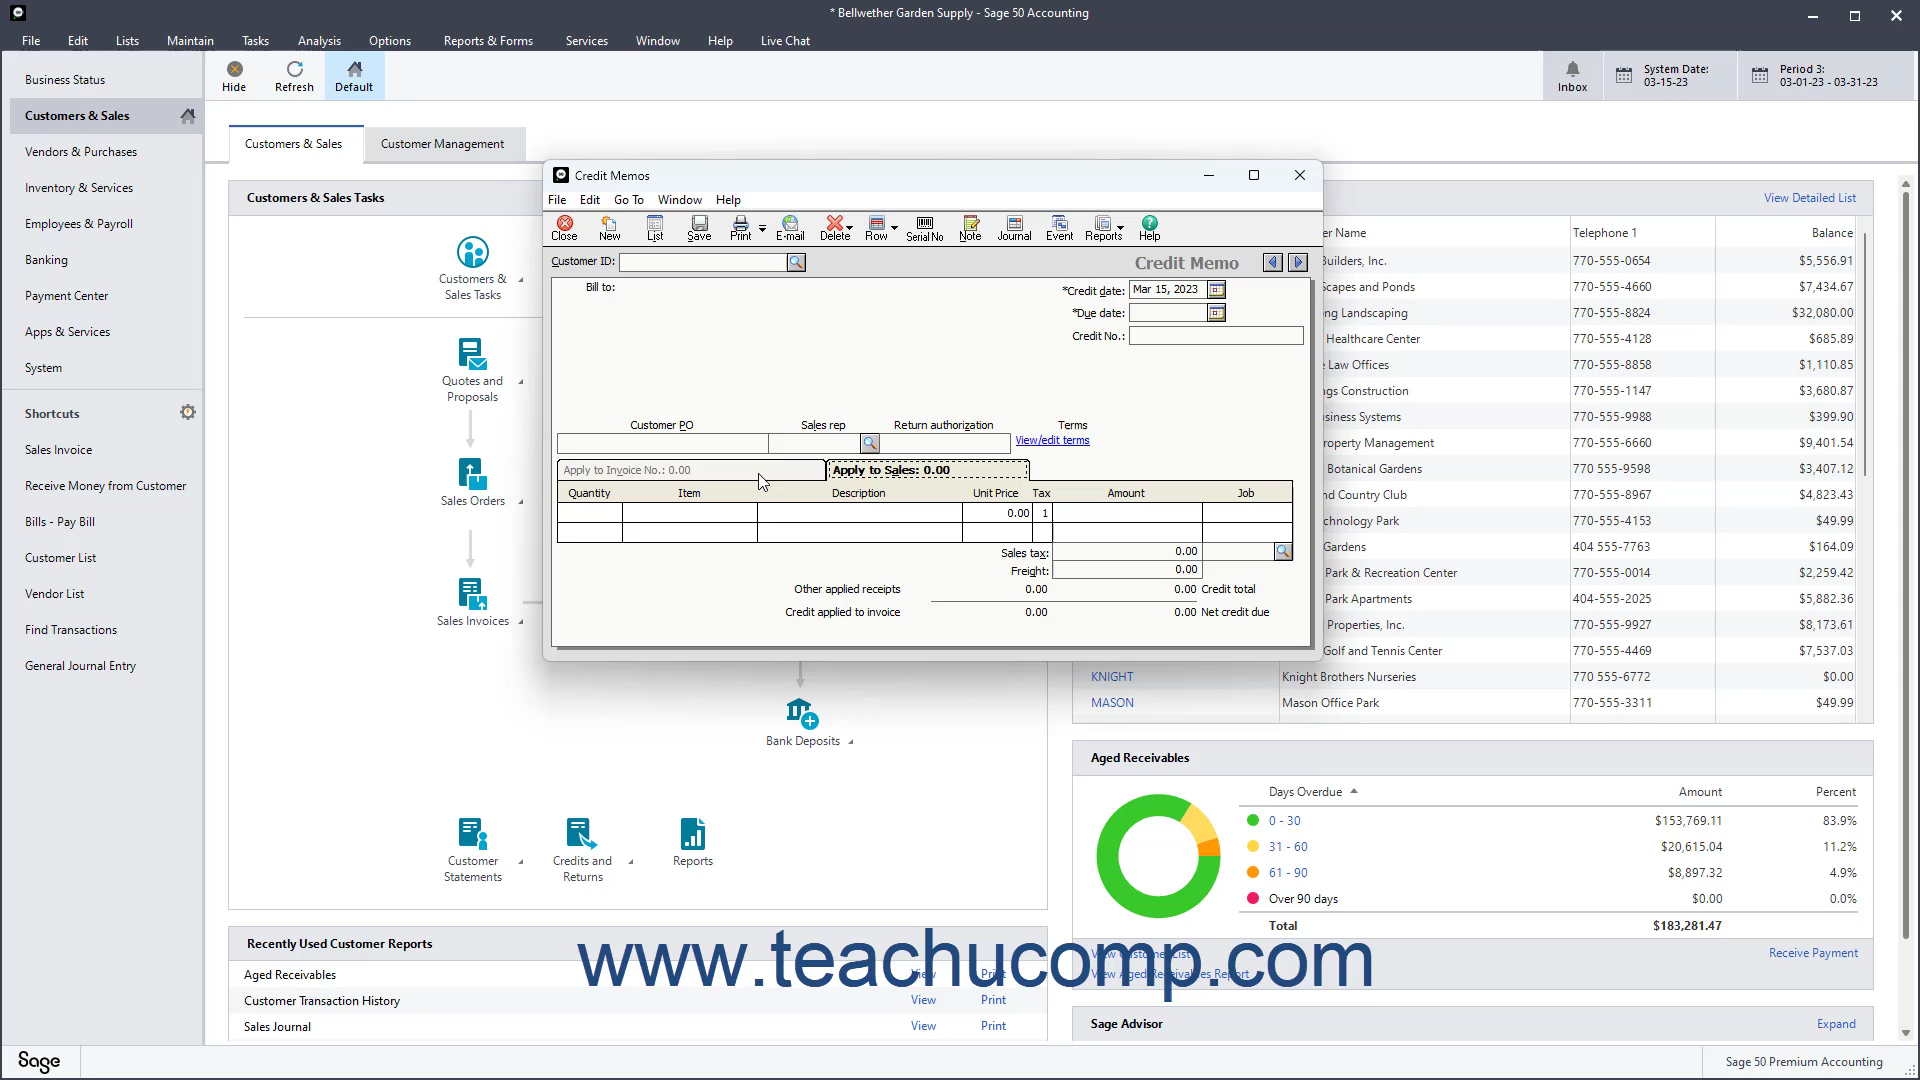 * Bellwether Garden Supply - Sage 50 Accounting
File Edit Lists Maintain Tasks Analysis Options Reports & Forms Services Window Help Live Chat
Business Status
Customers & Sales
Vendors & Purchases
Inventory & Services
Employees & Payroll
Banking
Payment Center
Apps & Services
System
Shortcuts
Sales Invoice
Receive Money from Customer
Bills - Pay Bill
Customer List
Vendor List
Find Transactions
General Journal Entry
Hide Refresh Default
Inbox
System Date:
03-15-23
Period 3:
03-01-23 - 03-31-23
Customers & Sales Customer Management
Customers & Sales Tasks
Customers &
Sales Tasks
Quotes and
Proposals
Sales Orders
Sales Invoices
Bank Deposits
Customer
Statements
Credits and
Returns
Reports
Credit Memos
File Edit Go To Window Help
Close New List Save Print E-mail Delete Row Serial No Note Journal Event Reports Help
Customer ID:
Credit Memo
Bill to:
*Credit date: Mar 15, 2023
*Due date:
Credit No.:
Customer PO Sales rep Return authorization Terms
View/edit terms
Apply to Invoice No.: 0.00 Apply to Sales: 0.00
Quantity Item Description Unit Price Tax Amount Job
0.00 1
Sales tax: 0.00
Freight: 0.00
Other applied receipts 0.00 0.00 Credit total
Credit applied to invoice 0.00 0.00 Net credit due
View Detailed List
er Name Telephone 1 Balance
Builders, Inc. 770-555-0654 $5,556.91
Scapes and Ponds 770-555-4660 $7,434.67
ng Landscaping 770-555-8824 $32,080.00
Healthcare Center 770-555-4128 $685.89
e Law Offices 770-555-8858 $1,110.85
ngs Construction 770-555-1147 $3,680.87
usiness Systems 770-555-9988 $399.90
roperty Management 770-555-6660 $9,401.54
Botanical Gardens 770 555-9598 $3,407.12
nd Country Club 770-555-8967 $4,823.43
chnology Park 770-555-4153 $49.99
Gardens 404 555-7763 $164.09
Park & Recreation Center 770-555-0014 $2,259.42
Park Apartments 404-555-2025 $5,882.36
Properties, Inc. 770-555-9927 $8,173.61
Golf and Tennis Center 770-555-4469 $7,537.03
KNIGHT Knight Brothers Nurseries 770 555-6772 $0.00
MASON Mason Office Park 770-555-3311 $49.99
Aged Receivables
Days Overdue Amount Percent
0 - 30 $153,769.11 83.9%
31 - 60 $20,615.04 11.2%
61 - 90 $8,897.32 4.9%
Over 90 days $0.00 0.0%
Total $183,281.47
View Customer List Receive Payment
View Aged Receivables Report
Recently Used Customer Reports
Aged Receivables View Print
Customer Transaction History View Print
Sales Journal View Print
Sage Advisor Expand
www.teachucomp.com
Sage
Sage 50 Premium Accounting